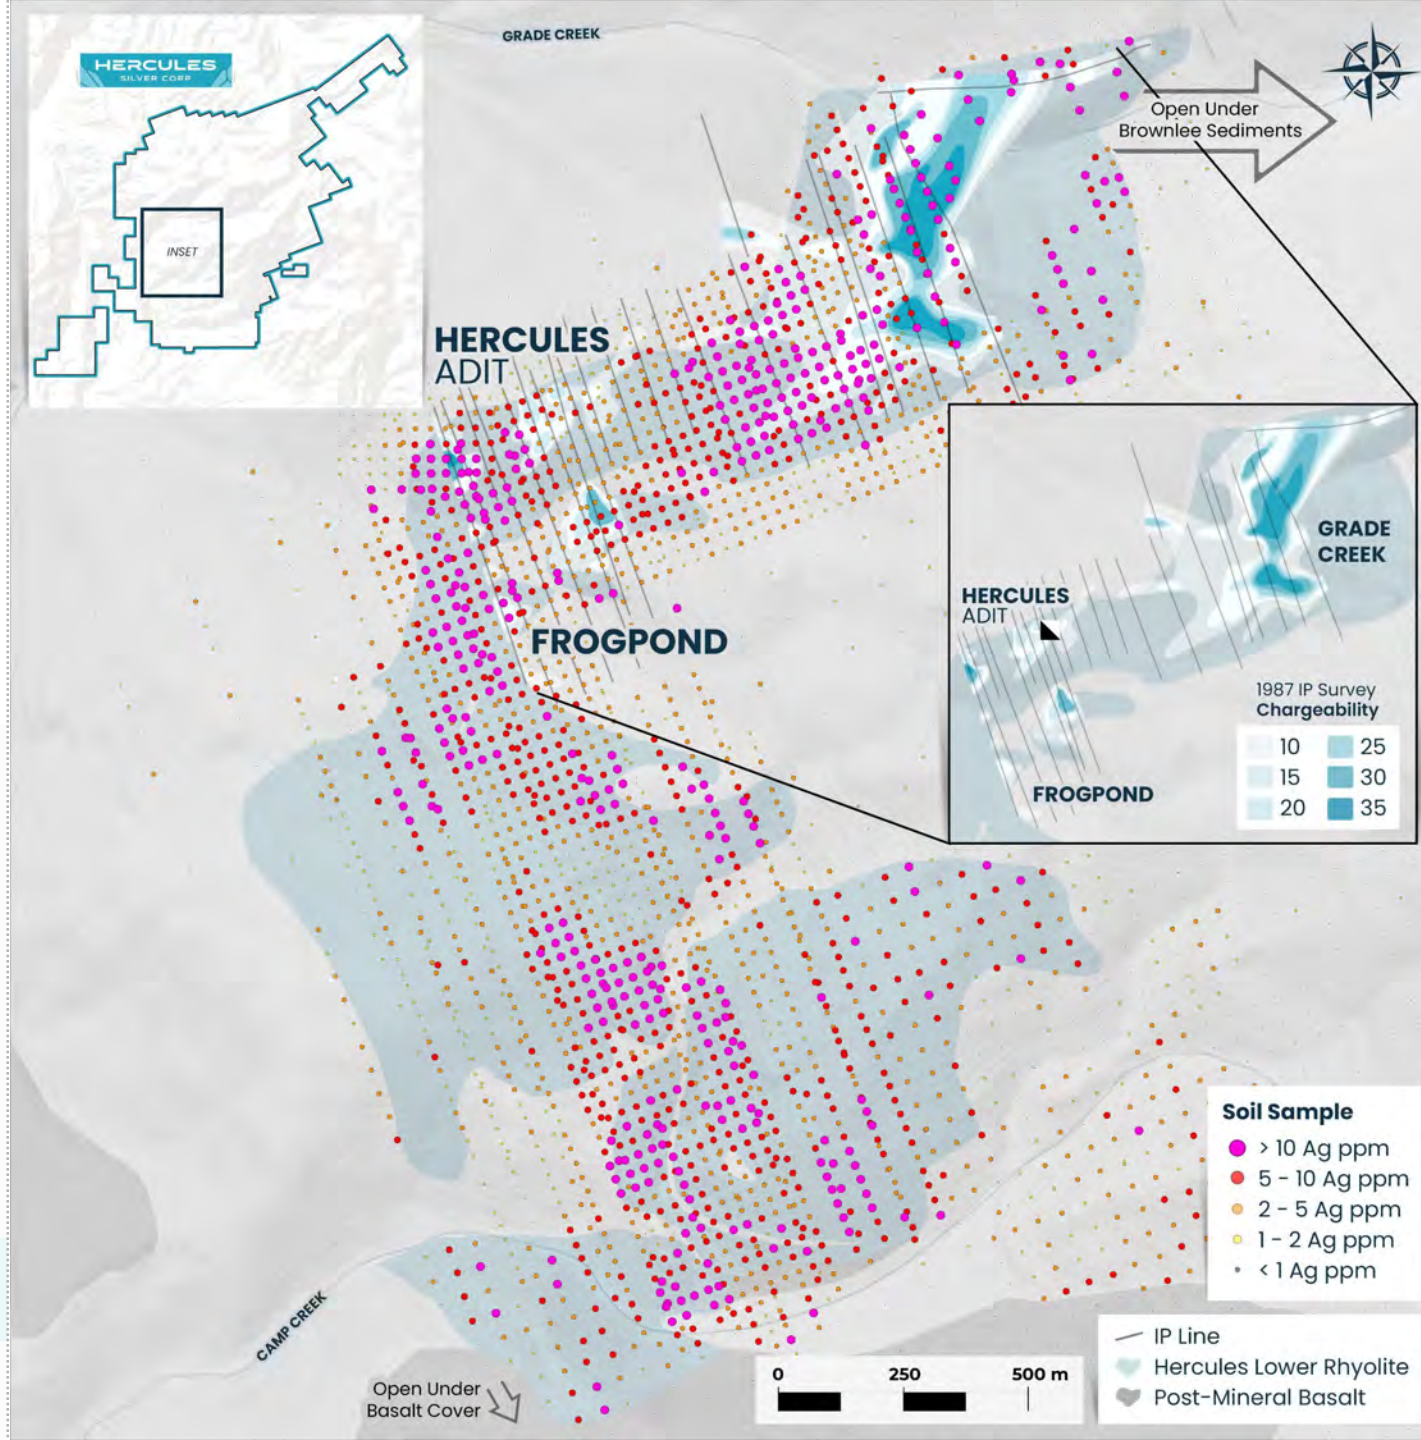 GRADE CREEK
HERCULES
SILVER CORP
INSET
Open Under
Brownlee Sediments
HERCULES
ADIT
FROGPOND
GRADE
CREEK
HERCULES
ADIT
1987 IP Survey
Chargeability
10 25
15 30
20 35
FROGPOND
Soil Sample
> 10 Ag ppm
5 - 10 Ag ppm
2 - 5 Ag ppm
1 - 2 Ag ppm
< 1 Ag ppm
CAMP CREEK
IP Line
Hercules Lower Rhyolite
Post-Mineral Basalt
0 250 500 m
Open Under
Basalt Cover